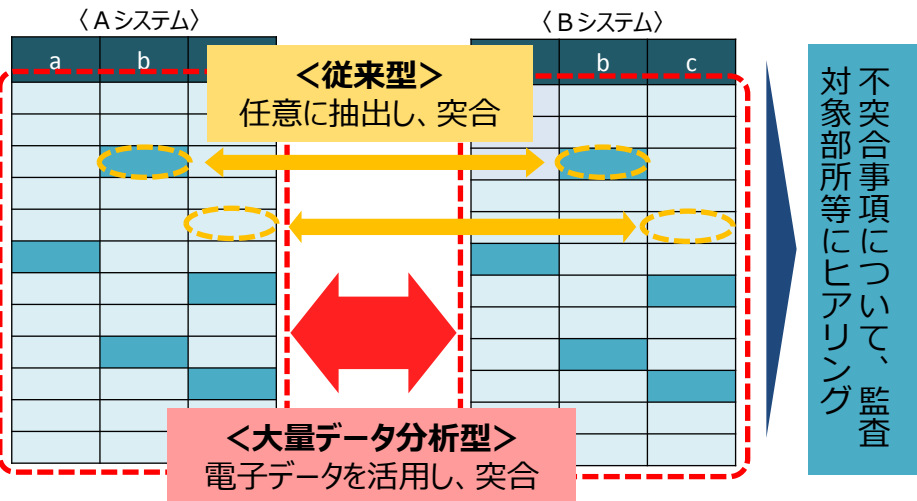 〈Aシステム〉
〈Bシステム〉
a b
b c
＜従来型＞
任意に抽出し、突合
＜大量データ分析型＞
電子データを活用し、突合
不突合事項について、監査
対象部所等にヒアリング